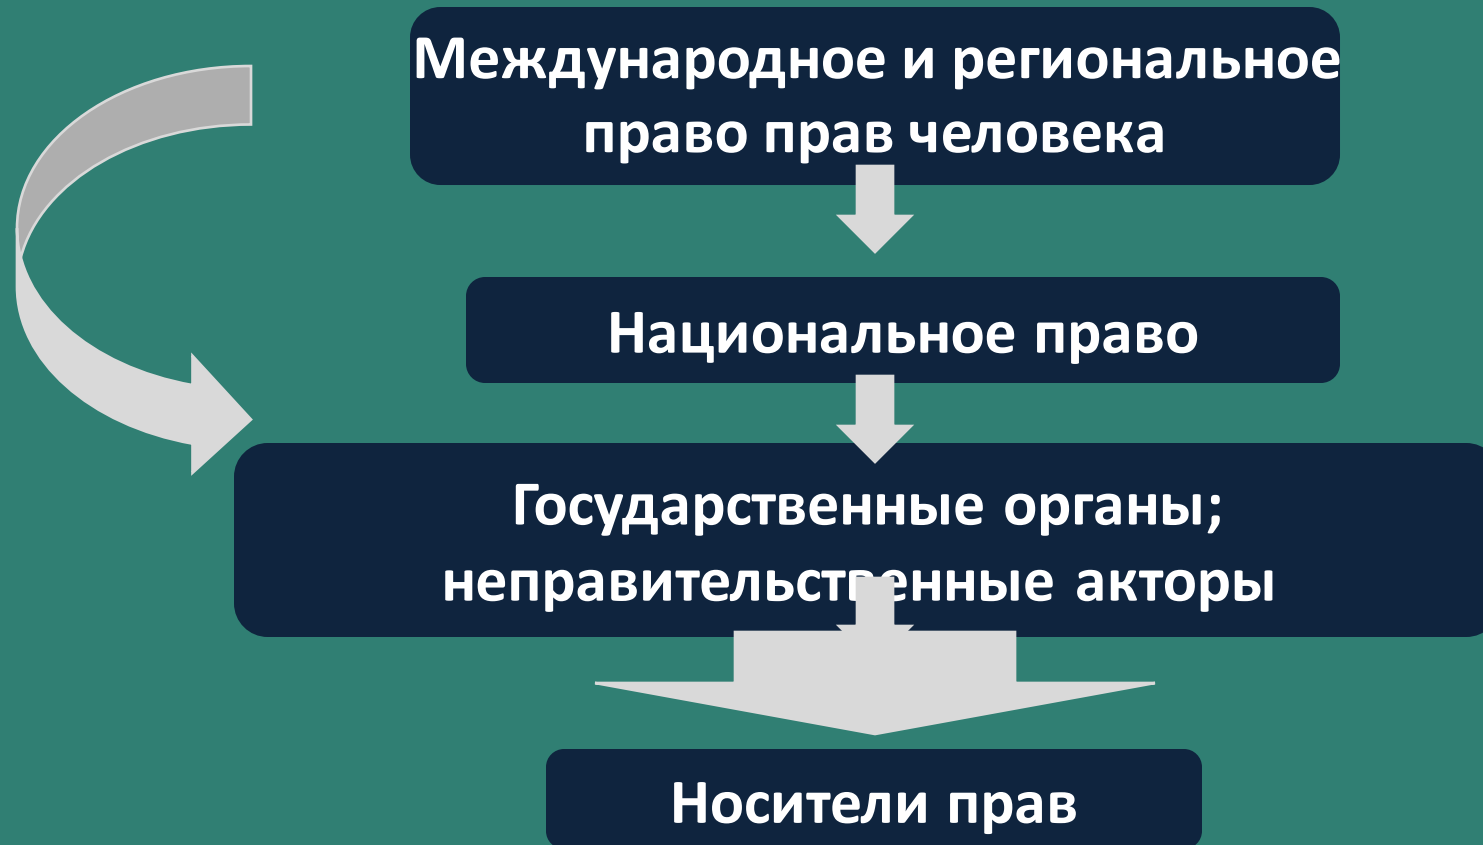 Международное и региональное
право прав человека
Национальное право
Государственные органы;
неправительственные акторы
Носители прав